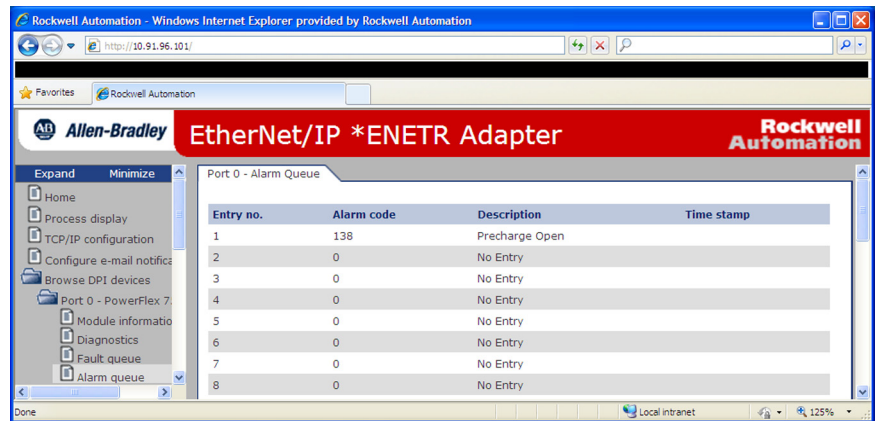 Rockwell Automation - Windows Internet Explorer provided by Rockwell Automation
http://10.91.96.101/
Favorites Rockwell Automation
AB Allen-Bradley EtherNet/IP *ENETR Adapter Rockwell Automation
Expand Minimize
Home
Process display
TCP/IP configuration
Configure e-mail notifica
Browse DPI devices
Port 0 - PowerFlex 7
Module informatio
Diagnostics
Fault queue
Alarm queue
Port 0 - Alarm Queue
Entry no. Alarm code Description Time stamp
1 138 Precharge Open
2 0 No Entry
3 0 No Entry
4 0 No Entry
5 0 No Entry
6 0 No Entry
7 0 No Entry
8 0 No Entry
Done Local intranet 125%